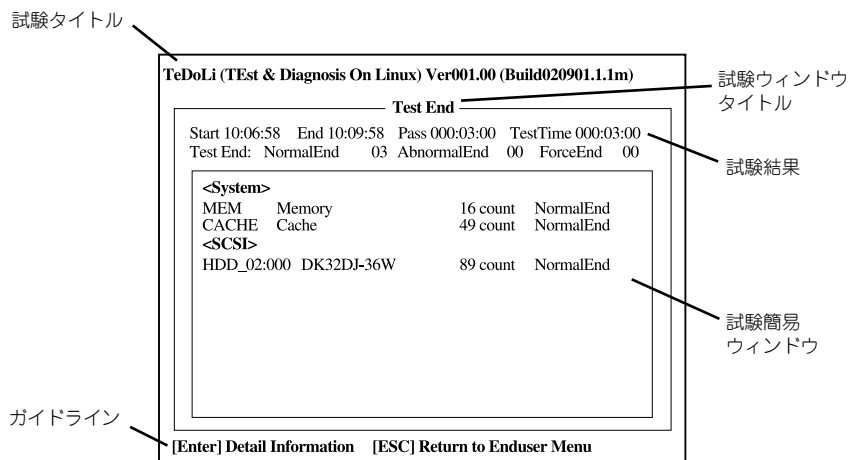 試験タイトル
TeDoLi (TEst & Diagnosis On Linux) Ver001.00 (Build020901.1.1m)
試験ウィンドウ
タイトル
Test End
Start 10:06:58 End 10:09:58 Pass 000:03:00 TestTime 000:03:00
Test End: NormalEnd 03 AbnormalEnd 00 ForceEnd 00
試験結果
<System>
MEM Memory 16 count NormalEnd
CACHE Cache 49 count NormalEnd
<SCSI>
HDD_02:000 DK32DJ-36W 89 count NormalEnd
試験簡易
ウィンドウ
ガイドライン
[Enter] Detail Information [ESC] Return to Enduser Menu